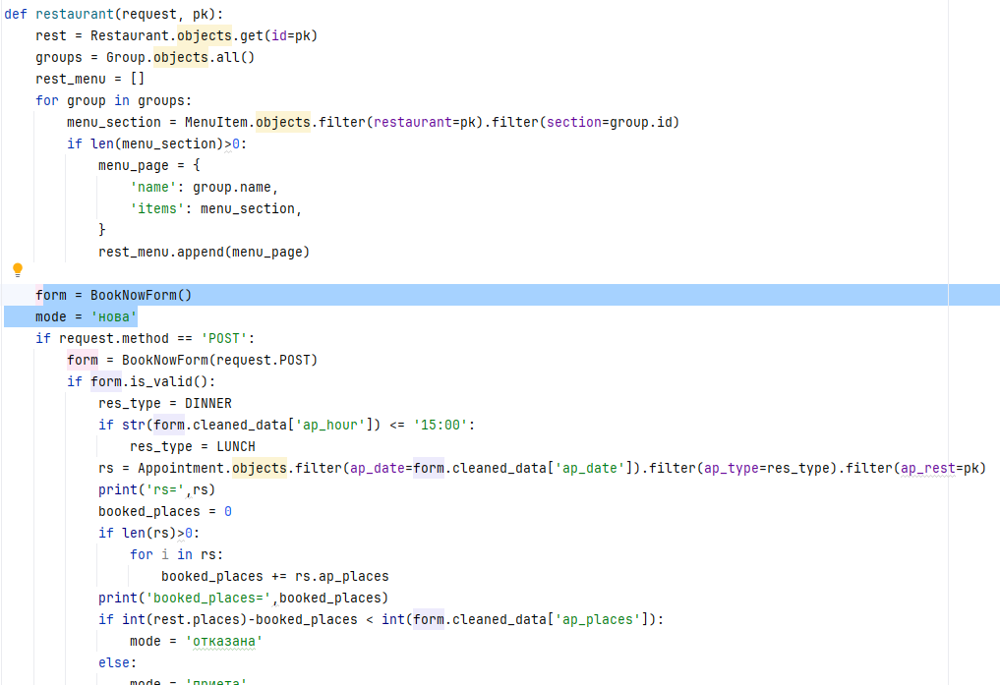 def restaurant(request, pk):
    rest = Restaurant.objects.get(id=pk)
    groups = Group.objects.all()
    rest_menu = []
    for group in groups:
        menu_section = MenuItem.objects.filter(restaurant=pk).filter(section=group.id)
        if len(menu_section)>0:
            menu_page = {
                'name': group.name,
                'items': menu_section,
            }
            rest_menu.append(menu_page)
    form = BookNowForm()
    mode = 'нова'
    if request.method == 'POST':
        form = BookNowForm(request.POST)
        if form.is_valid():
            res_type = DINNER
            if str(form.cleaned_data['ap_hour']) <= '15:00':
                res_type = LUNCH
            rs = Appointment.objects.filter(ap_date=form.cleaned_data['ap_date']).filter(ap_type=res_type).filter(ap_rest=pk)
            print('rs=',rs)
            booked_places = 0
            if len(rs)>0:
                for i in rs:
                    booked_places += rs.ap_places
            print('booked_places=',booked_places)
            if int(rest.places)-booked_places < int(form.cleaned_data['ap_places']):
                mode = 'отказана'
            else:
                mode = 'приета'